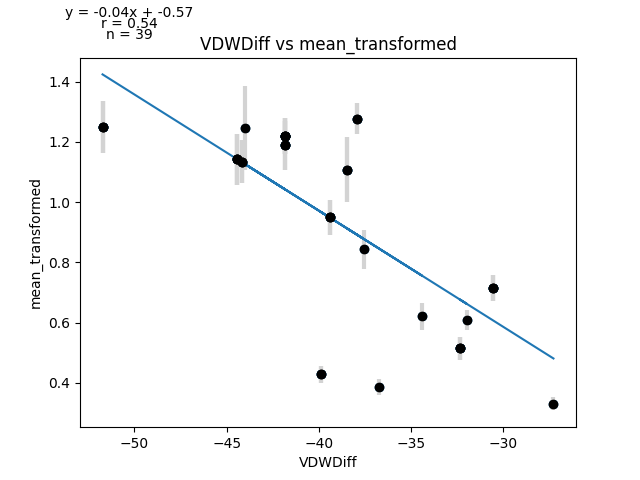 y = -0.04x + -0.57
r = 0.54
n = 39
VDWDiff vs mean_transformed
1.4
1.2
1.0
0.8
0.6
0.4
mean_transformed
−50
−45
−40
−35
−30
VDWDiff